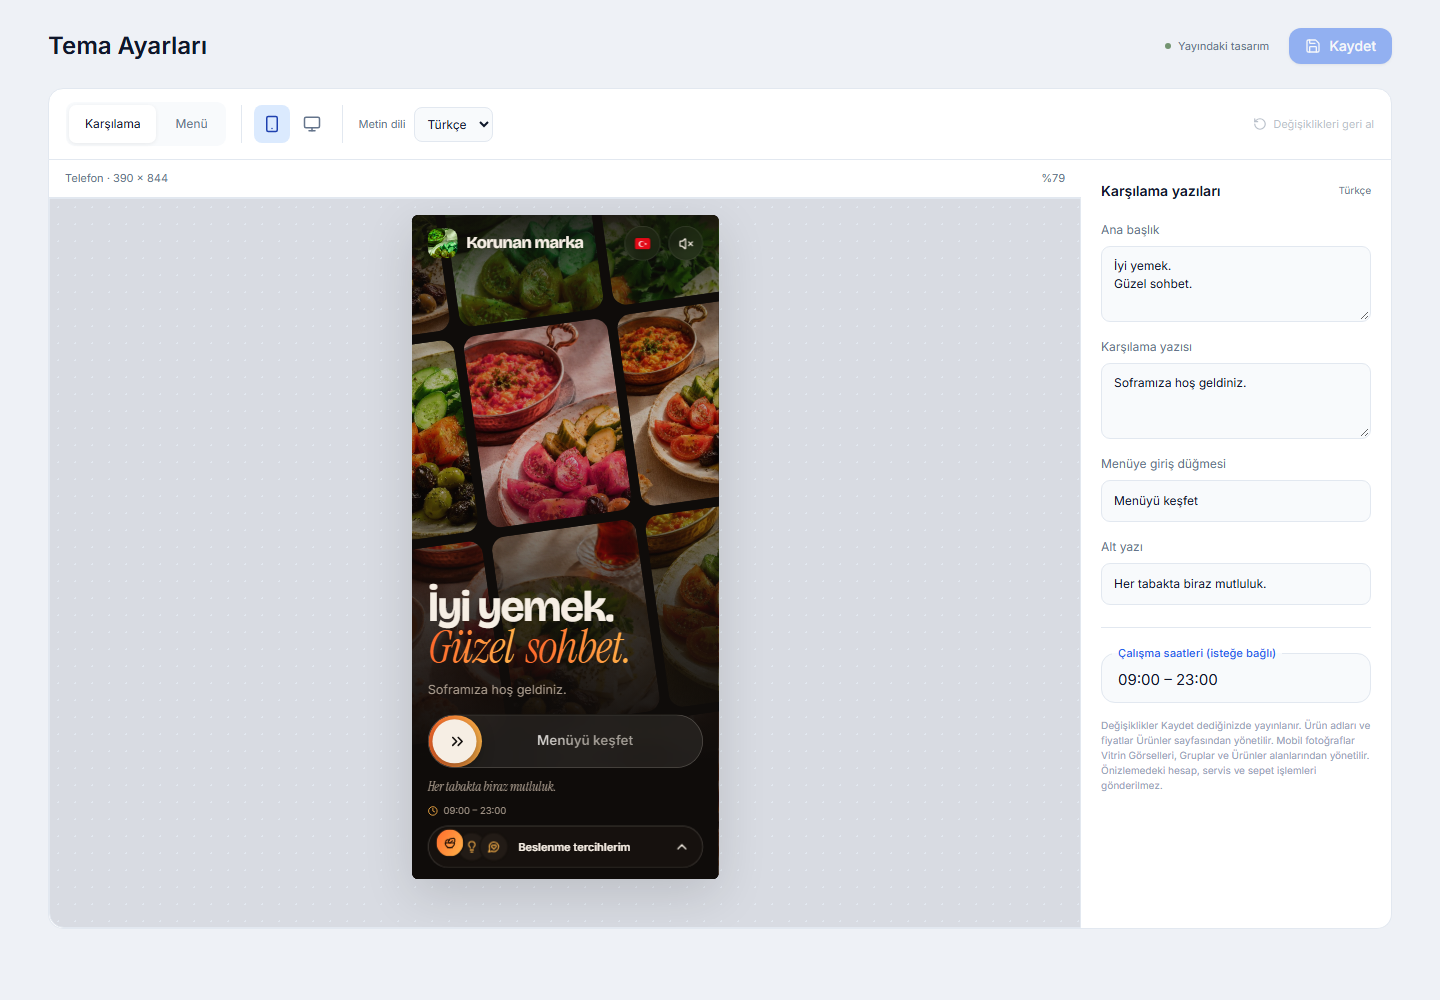 Tema Ayarları
Yayındaki tasarım
Kaydet
Karşılama
Menü
Metin dili
Türkçe
Değişiklikleri geri al
Telefon · 390 × 844
%79
Korunan marka
İyi yemek.
Güzel sohbet.
Soframıza hoş geldiniz.
Menüyü keşfet
Her tabakta biraz mutluluk.
09:00 – 23:00
Beslenme tercihlerim
Karşılama yazıları
Türkçe
Ana başlık
İyi yemek.
Güzel sohbet.
Karşılama yazısı
Soframıza hoş geldiniz.
Menüye giriş düğmesi
Menüyü keşfet
Alt yazı
Her tabakta biraz mutluluk.
Çalışma saatleri (isteğe bağlı)
09:00 – 23:00
Değişiklikler Kaydet dediğinizde yayınlanır. Ürün adları ve
fiyatlar Ürünler sayfasından yönetilir. Mobil fotoğraflar
Vitrin Görselleri, Gruplar ve Ürünler alanlarından yönetilir.
Önizlemedeki hesap, servis ve sepet işlemleri
gönderilmez.